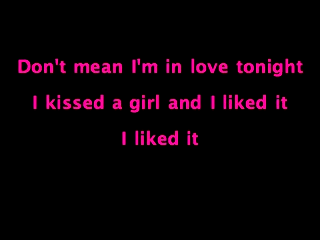 Don't mean I'm in love tonight
I kissed a girl and I liked it
I liked it